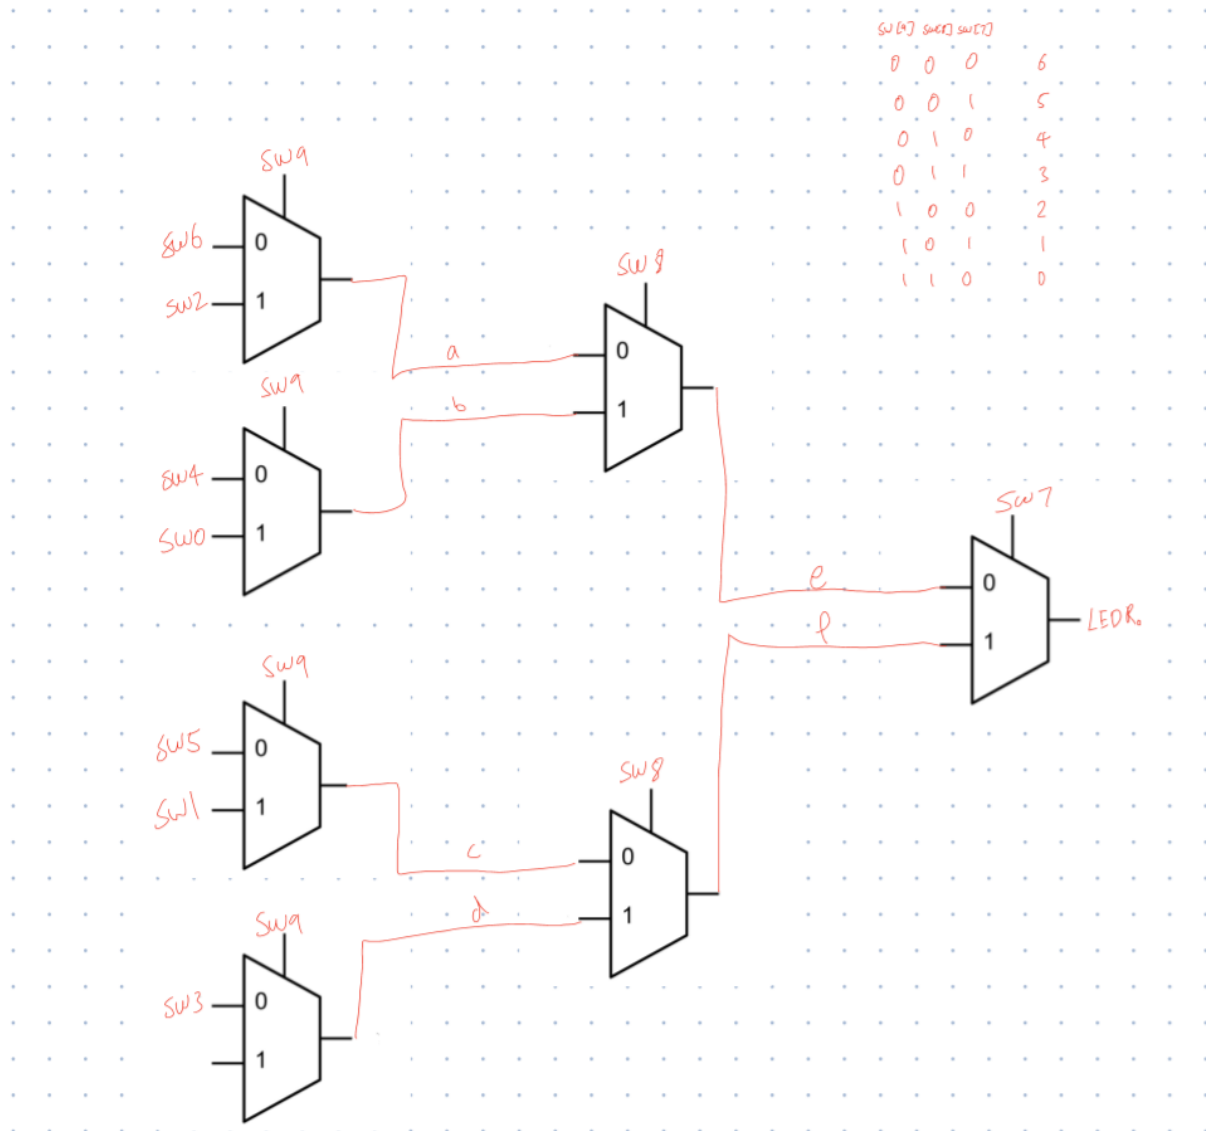 SW[9] SW[8] SW[7]
0 0 0 6
0 0 1 5
0 1 0 4
0 1 1 3
1 0 0 2
1 0 1 1
1 1 0 0
SW9
SW6 0
SW2 1
SW8
0
a
SW9
b
1
SW4 0
SW0 1
SW7
e
0
LEDR0
f
1
SW9
SW5 0
SW1 1
SW8
c
0
d
1
SW9
SW3 0
1